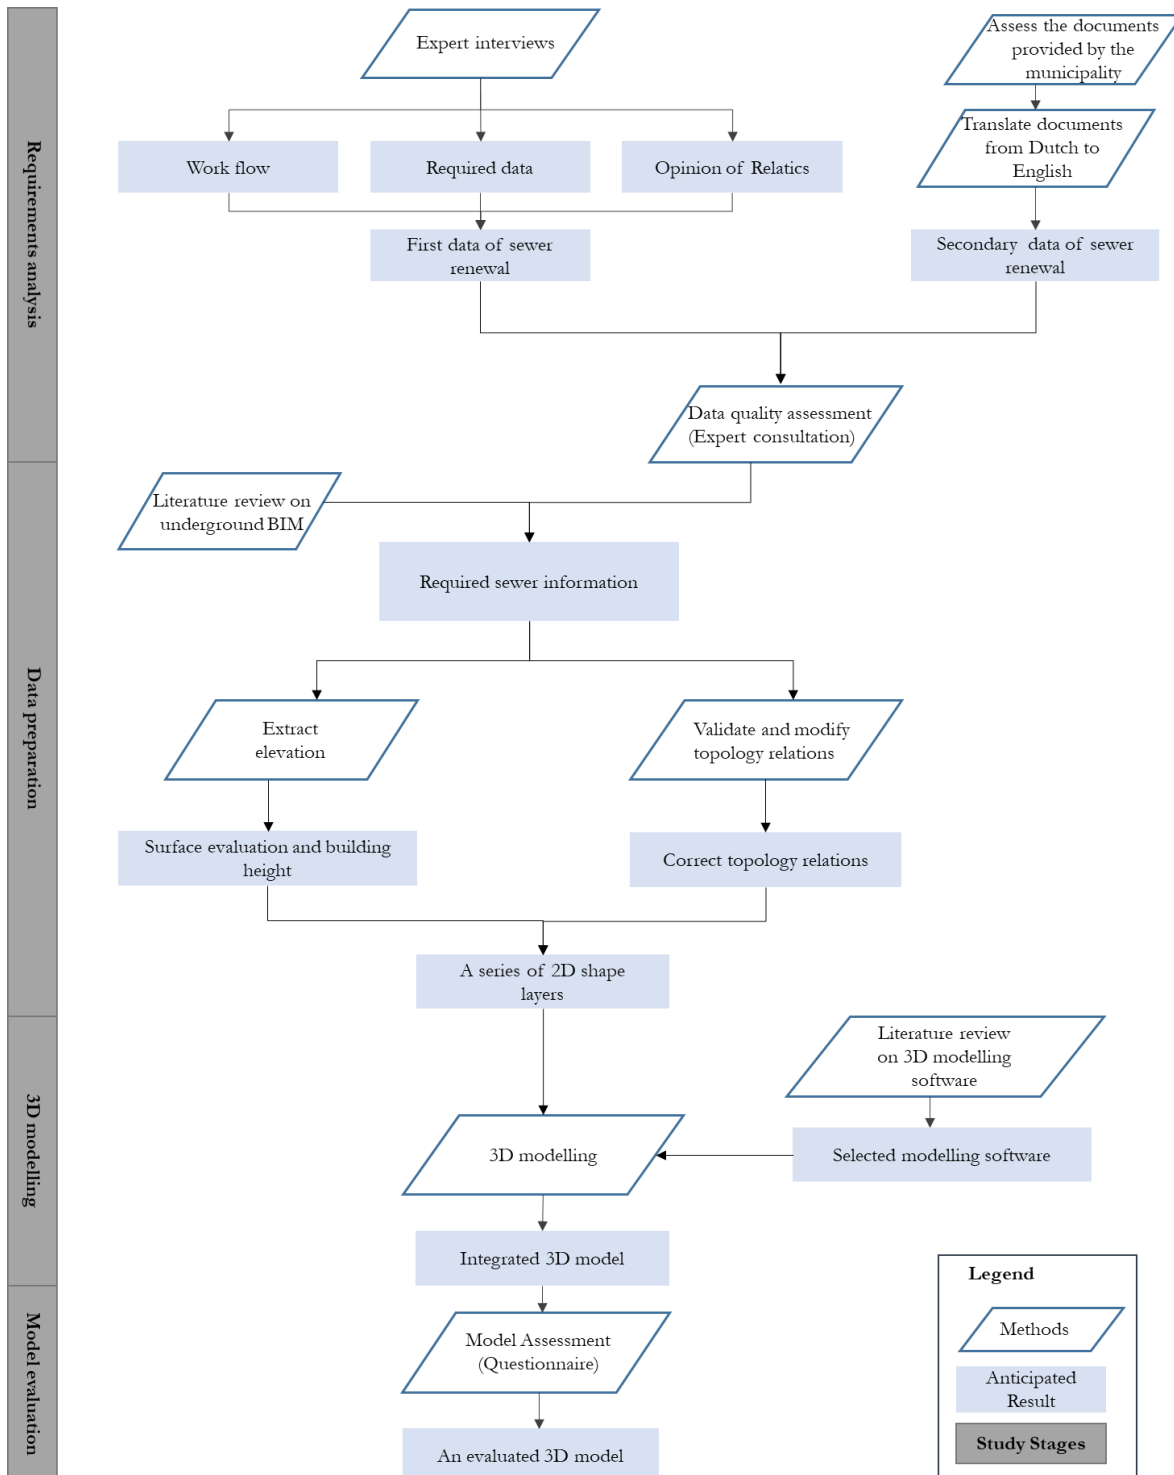 Requirements analysis
Expert interviews
Assess the documents
provided by the
municipality
Translate documents
from Dutch to
English
Work flow
Required data
Opinion of Relatics
First data of sewer
renewal
Secondary data of sewer
renewal
Data quality assessment
(Expert consultation)
Data preparation
Literature review on
underground BIM
Required sewer information
Extract
elevation
Validate and modify
topology relations
Surface evaluation and building
height
Correct topology relations
A series of 2D shape
layers
3D modelling
Literature review
on 3D modelling
software
3D modelling
Selected modelling software
Integrated 3D model
Model evaluation
Model Assessment
(Questionnaire)
An evaluated 3D model
Legend
Methods
Anticipated
Result
Study Stages